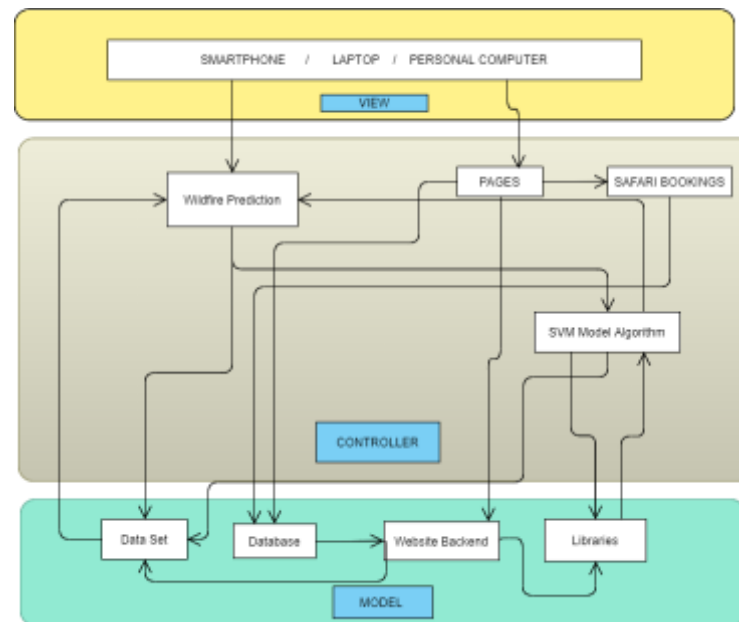 SMARTPHONE / LAPTOP / PERSONAL COMPUTER
VIEW
Wildfire Prediction
PAGES
SAFARI BOOKINGS
SVM Model Algorithm
CONTROLLER
Data Set
Database
Website Backend
Libraries
MODEL